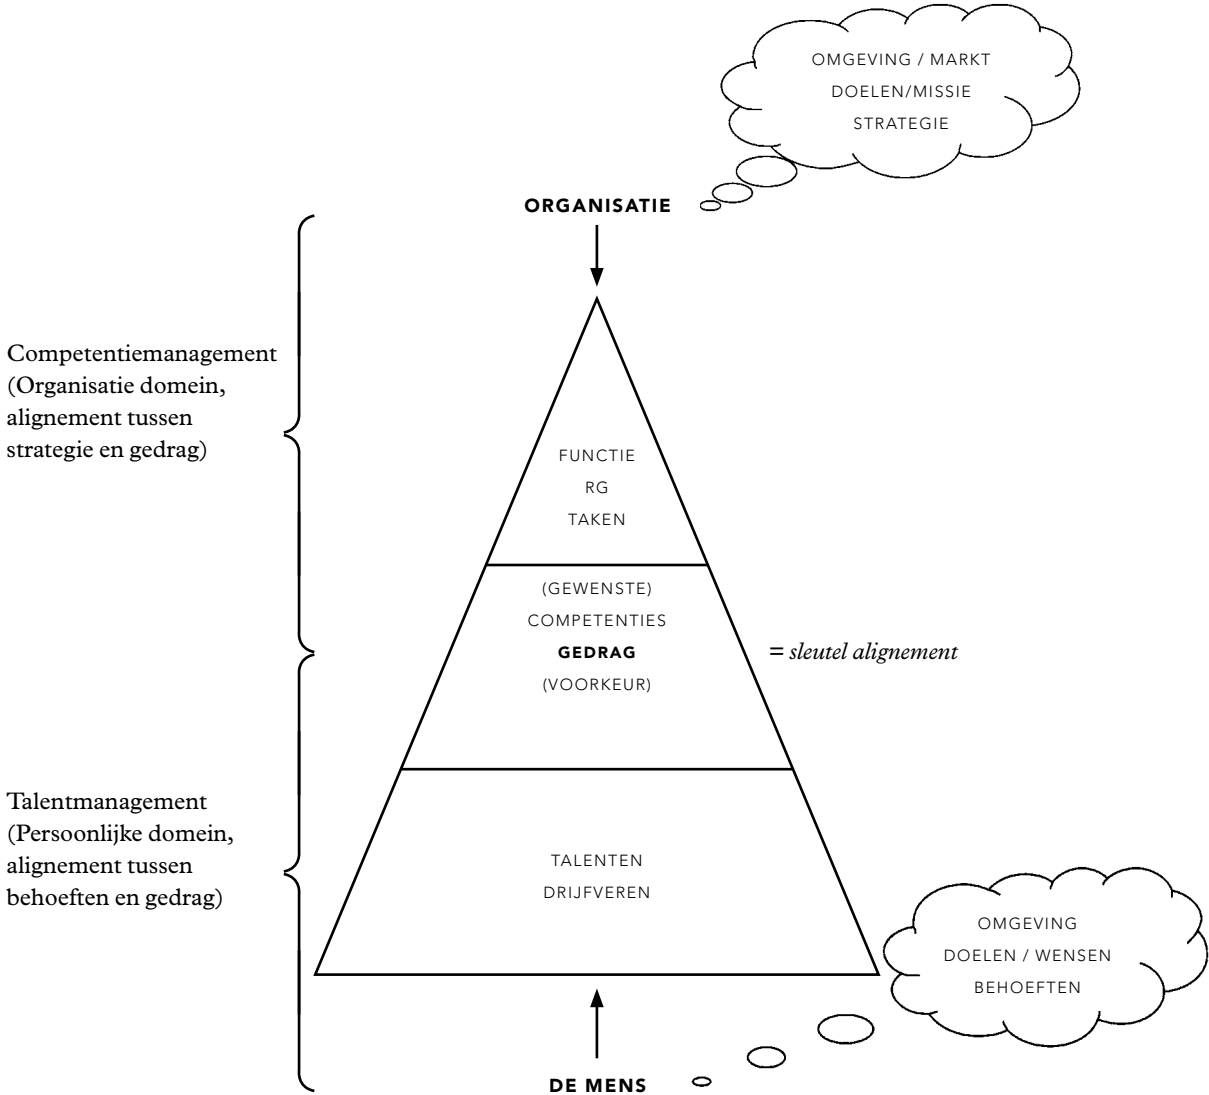 OMGEVING / MARKT
DOELEN/MISSIE
STRATEGIE
ORGANISATIE
Competentiemanagement
(Organisatie domein,
alignement tussen
strategie en gedrag)
FUNCTIE
RG
TAKEN
(GEWENSTE)
COMPETENTIES
GEDRAG
(VOORKEUR)
= sleutel alignement
Talentmanagement
(Persoonlijke domein,
alignement tussen
behoeften en gedrag)
TALENTEN
DRIJFVEREN
OMGEVING
DOELEN / WENSEN
BEHOEFTEN
DE MENS